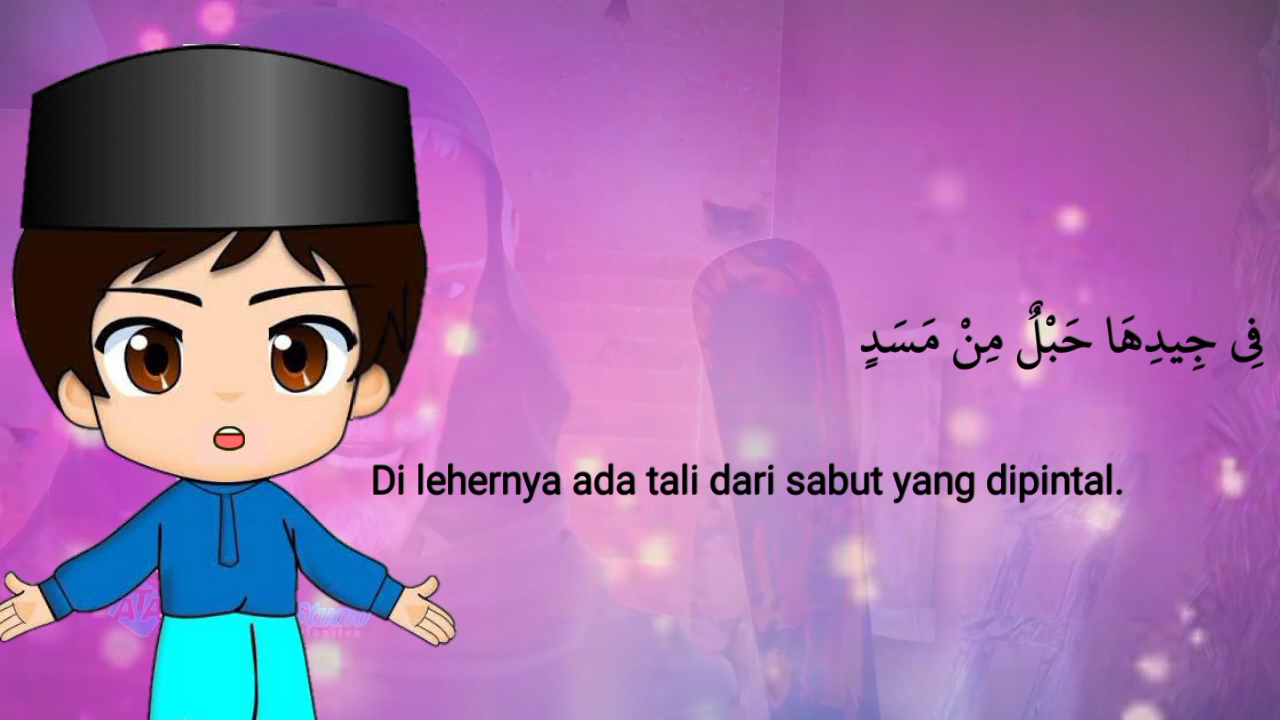 فِى جِيدِهَا حَبْلٌ مِنْ مَسَدٍ
Di lehernya ada tali dari sabut yang dipintal.